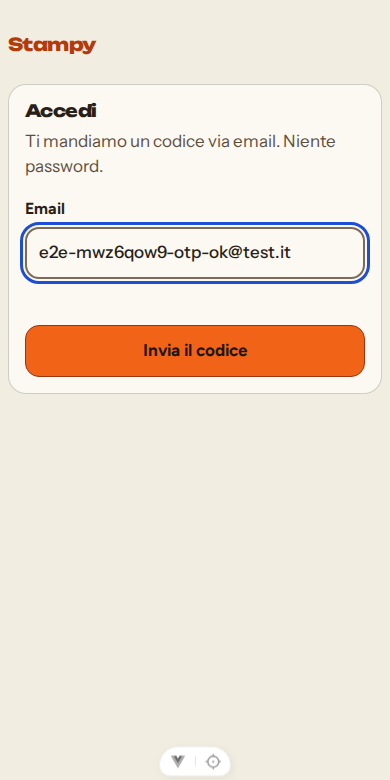 Stampy
Accedi
Ti mandiamo un codice via email. Niente
password.
Email
e2e-mwz6qow9-otp-ok@test.it
Invia il codice